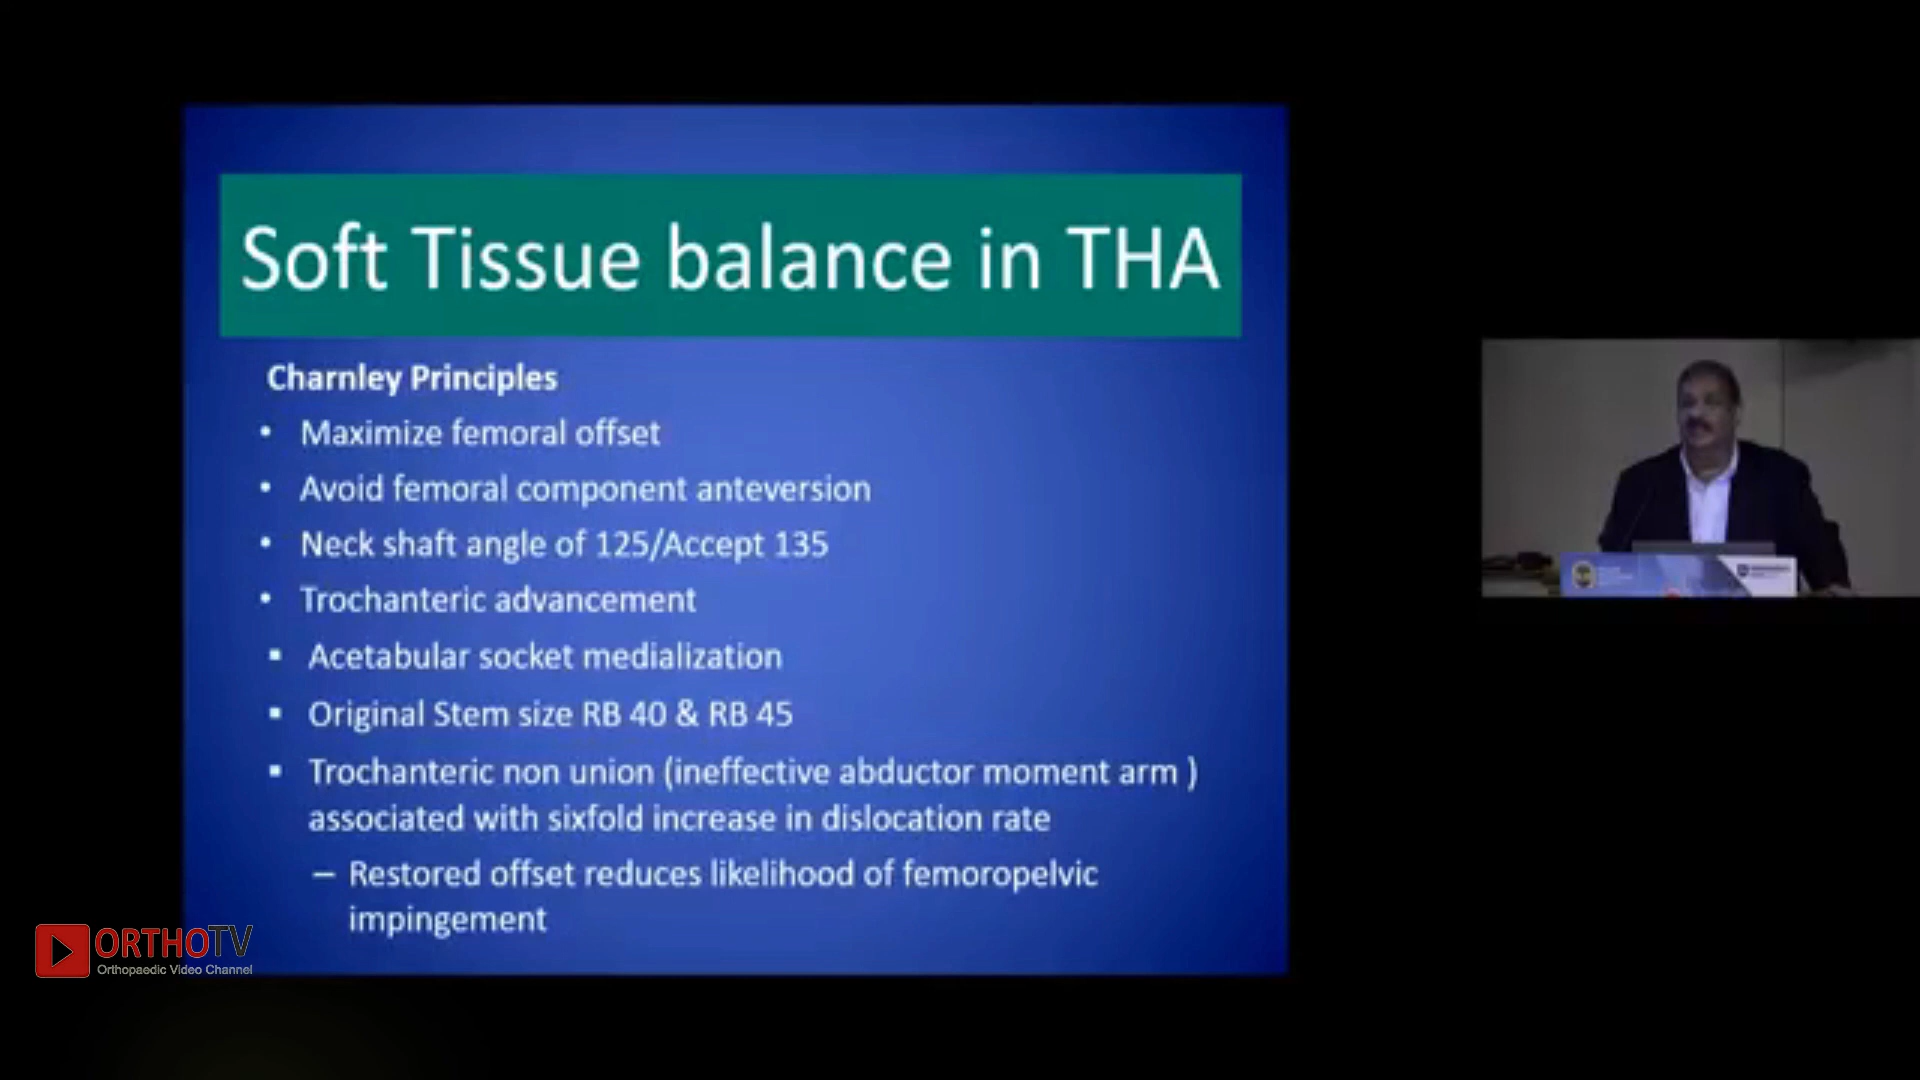 Soft Tissue balance in THA
Charnley Principles
• Maximize femoral offset
• Avoid femoral component anteversion
• Neck shaft angle of 125/Accept 135
• Trochanteric advancement
▪ Acetabular socket medialization
▪ Original Stem size RB 40 & RB 45
▪ Trochanteric non union (ineffective abductor moment arm )
associated with sixfold increase in dislocation rate
– Restored offset reduces likelihood of femoropelvic
impingement
ORTHOTV
Orthopaedic Video Channel